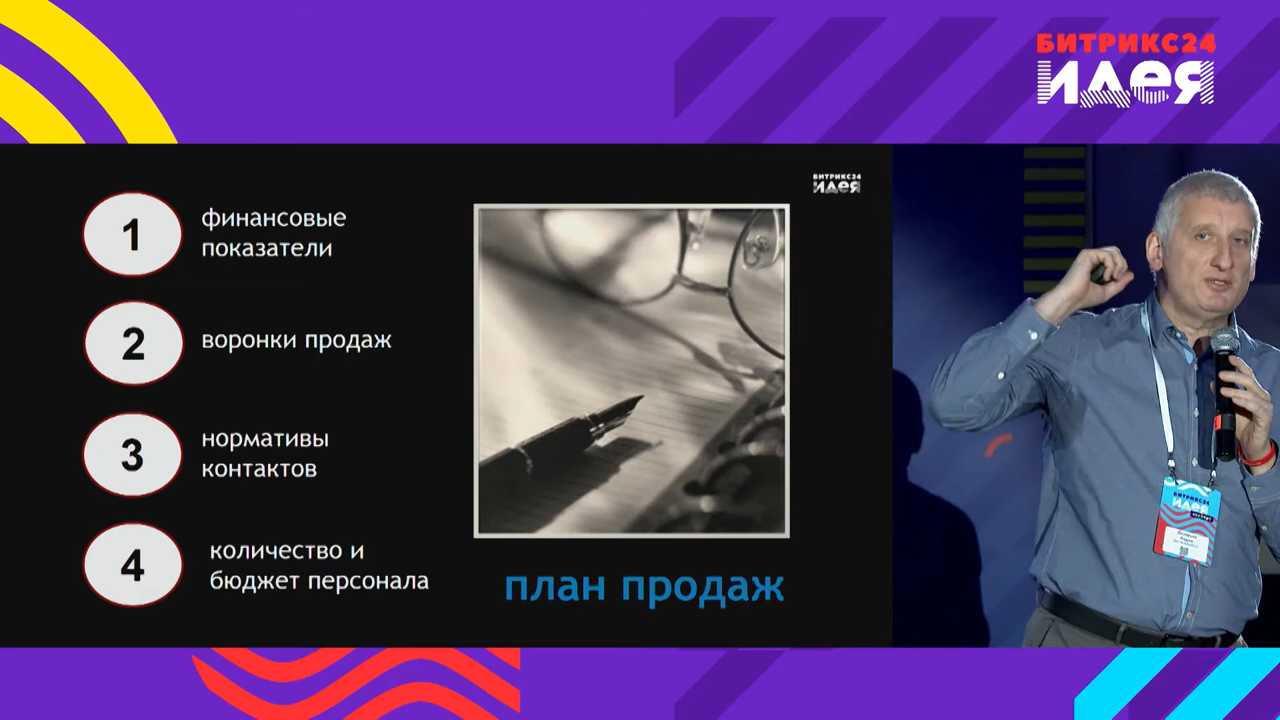 БИТРИКС24
ИДЕЯ
БИТРИКС24
ИДЕЯ
1
финансовые
показатели
2
воронки продаж
3
нормативы
контактов
4
количество и
бюджет персонала
план продаж
БИТРИКС24
ИДЕЯ